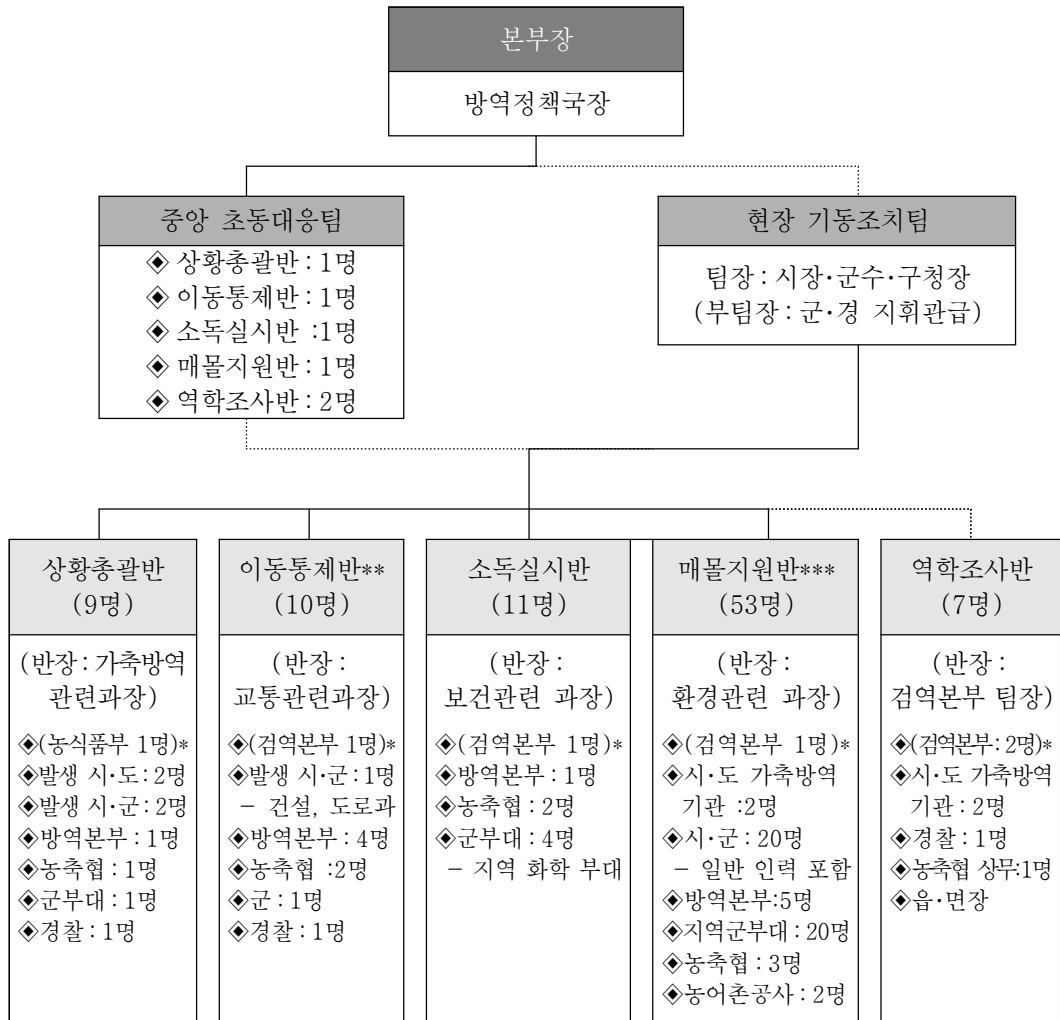 본부장
방역정책국장
중앙 초동대응팀
◈ 상황총괄반 : 1명
◈ 이동통제반 : 1명
◈ 소독실시반 :1명
◈ 매몰지원반 : 1명
◈ 역학조사반 : 2명
현장 기동조치팀
팀장 : 시장·군수·구청장
(부팀장 : 군·경 지휘관급)
상황총괄반
(9명)
(반장 : 가축방역
관련과장)
◈(농식품부 1명)*
◈발생 시·도 : 2명
◈발생 시·군 : 2명
◈방역본부 : 1명
◈농축협 : 1명
◈군부대 : 1명
◈경찰 : 1명
이동통제반**
(10명)
(반장 :
교통관련과장)
◈(검역본부 1명)*
◈발생 시·군 : 1명
- 건설, 도로과
◈방역본부 : 4명
◈농축협 :2명
◈군 : 1명
◈경찰 : 1명
소독실시반
(11명)
(반장 :
보건관련 과장)
◈(검역본부 1명)*
◈방역본부 : 1명
◈농축협 : 2명
◈군부대 : 4명
- 지역 화학 부대
매몰지원반***
(53명)
(반장 :
환경관련 과장)
◈(검역본부 1명)*
◈시·도 가축방역
기관 :2명
◈시·군 : 20명
- 일반 인력 포함
◈방역본부:5명
◈지역군부대 : 20명
◈농축협 : 3명
◈농어촌공사 : 2명
역학조사반
(7명)
(반장 :
검역본부 팀장)
◈(검역본부: 2명)*
◈시·도 가축방역
기관 : 2명
◈경찰 : 1명
◈농축협 상무:1명
◈읍·면장